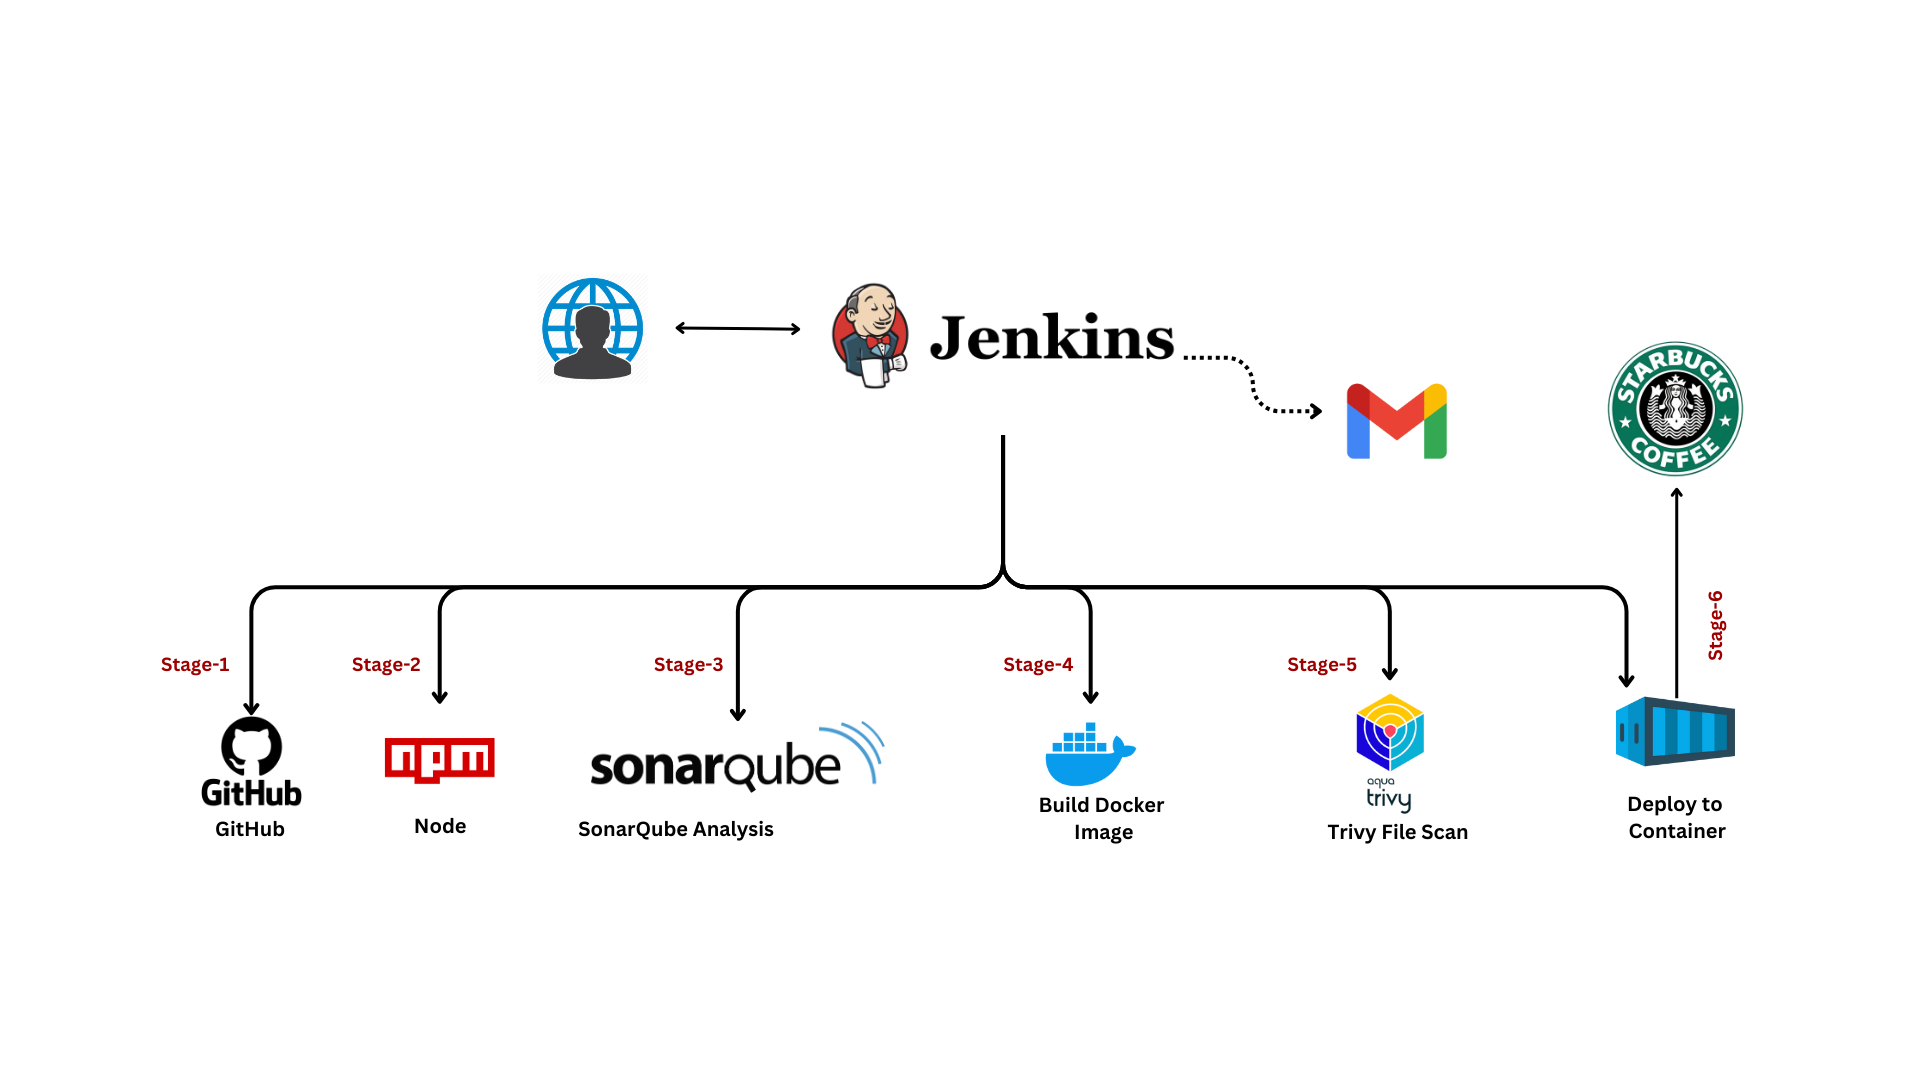 Jenkins
STARBUCKS
COFFEE
Stage-6
Stage-1
Stage-2
Stage-3
Stage-4
Stage-5
GitHub
GitHub
npm
Node
sonarqube
SonarQube Analysis
Build Docker
Image
aqua
trivy
Trivy File Scan
Deploy to
Container